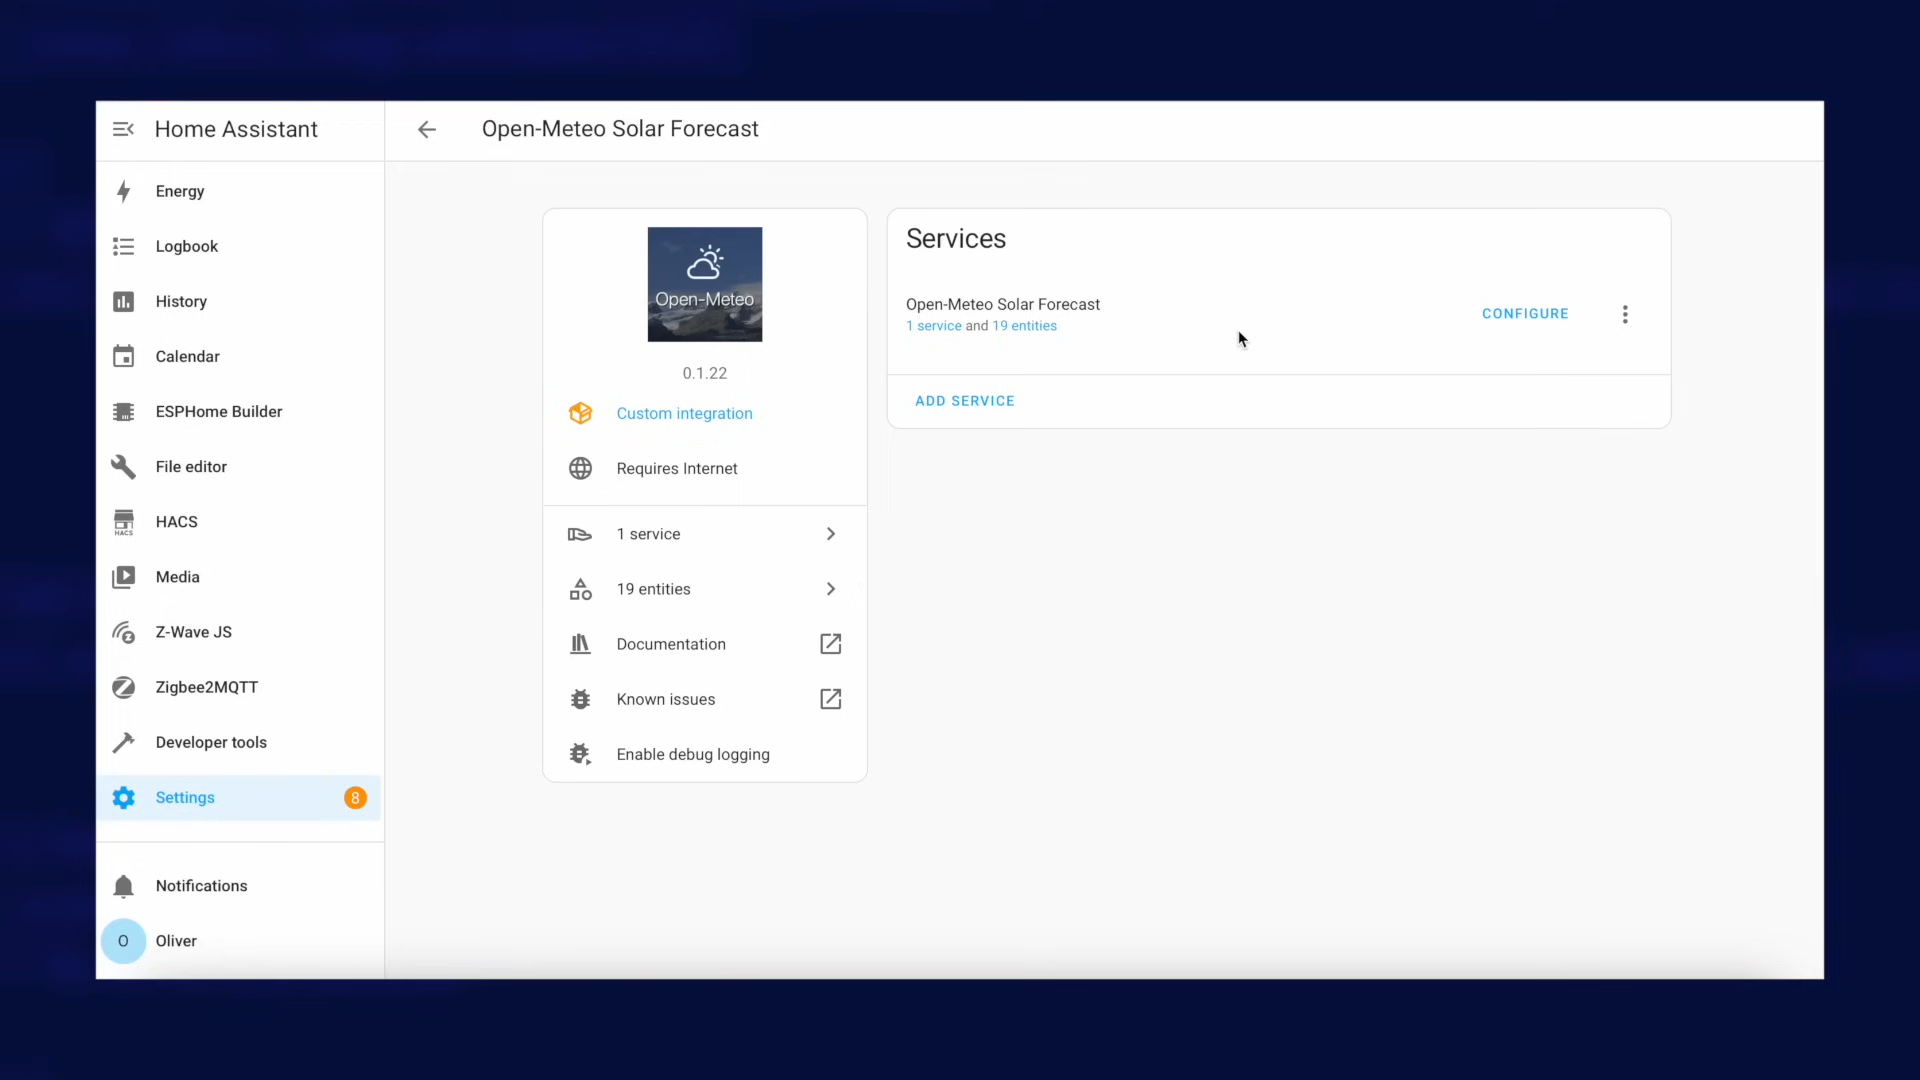 Home Assistant
Open-Meteo Solar Forecast
Energy
Logbook
History
Calendar
ESPHome Builder
File editor
HACS
HACS
Media
Z-Wave JS
Zigbee2MQTT
Developer tools
Settings
8
Notifications
O
Oliver
Open-Meteo
0.1.22
Custom integration
Requires Internet
1 service
19 entities
Documentation
Known issues
Enable debug logging
Services
Open-Meteo Solar Forecast
1 service and 19 entities
CONFIGURE
ADD SERVICE